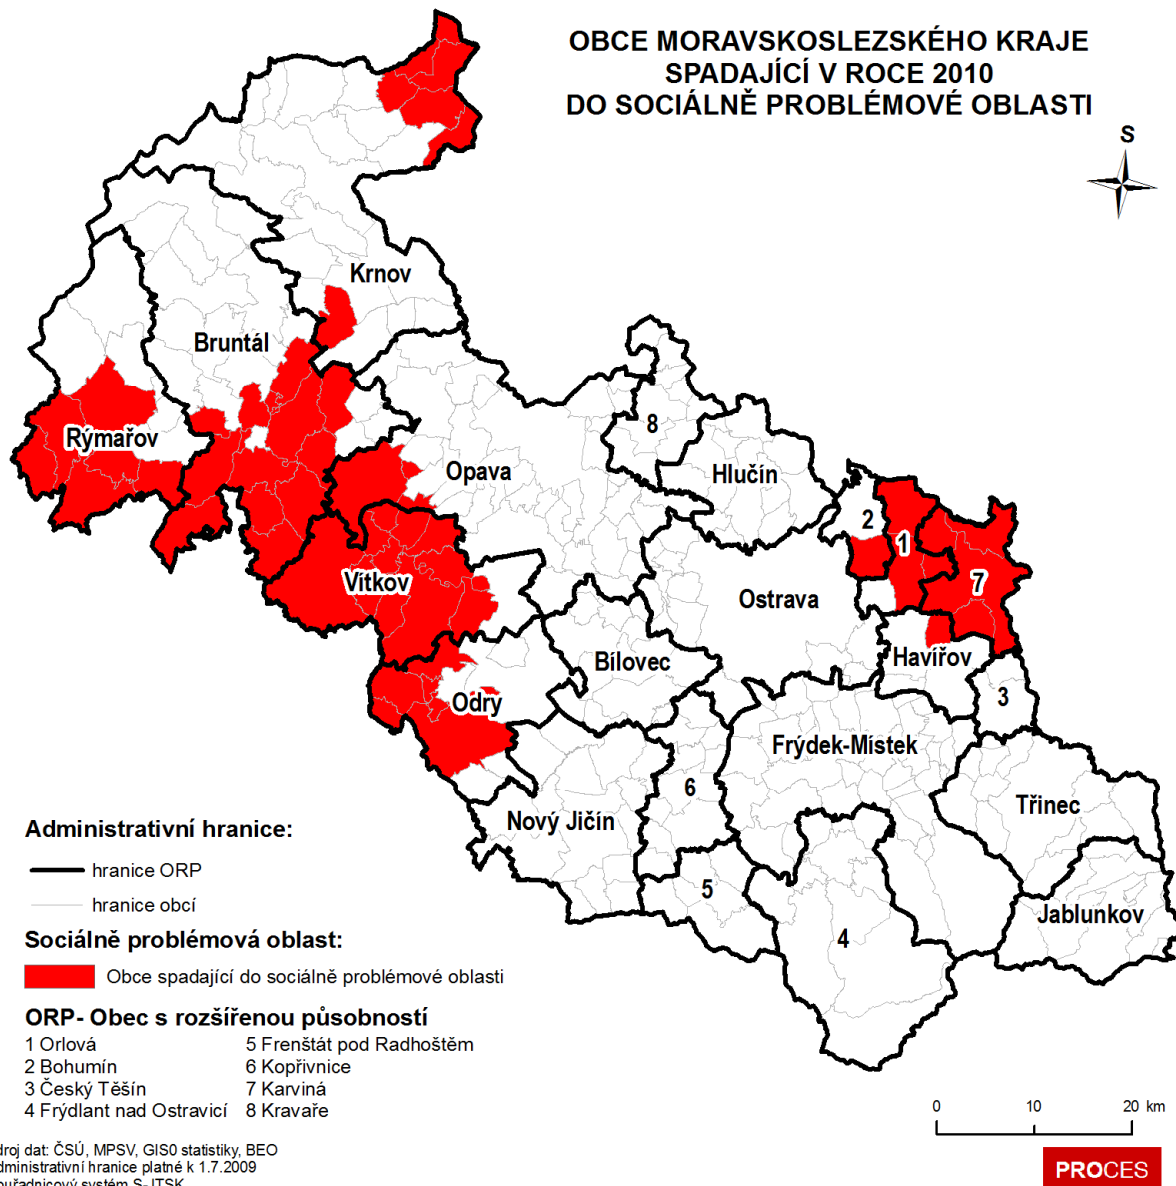 OBCE MORAVSKOSLEZSKÉHO KRAJE
SPADAJÍCÍ V ROCE 2010
DO SOCIÁLNĚ PROBLÉMOVÉ OBLASTI
S
Krnov
Bruntál
Rýmařov
8
Opava
Hlučín
2
1
7
Vítkov
Ostrava
Bílovec
Havířov
3
Odry
Frýdek-Místek
6
Třinec
Nový Jičín
5
Jablunkov
4
Administrativní hranice:
hranice ORP
hranice obcí
Sociálně problémová oblast:
Obce spadající do sociálně problémové oblasti
ORP- Obec s rozšířenou působností
1 Orlová
2 Bohumín
3 Český Těšín
4 Frýdlant nad Ostravicí
5 Frenštát pod Radhoštěm
6 Kopřivnice
7 Karviná
8 Kravaře
0 10 20 km
droj dat: ČSÚ, MPSV, GIS0 statistiky, BEO
dministrativní hranice platné k 1.7.2009
ouřadnicový systém S-JTSK
PROCES